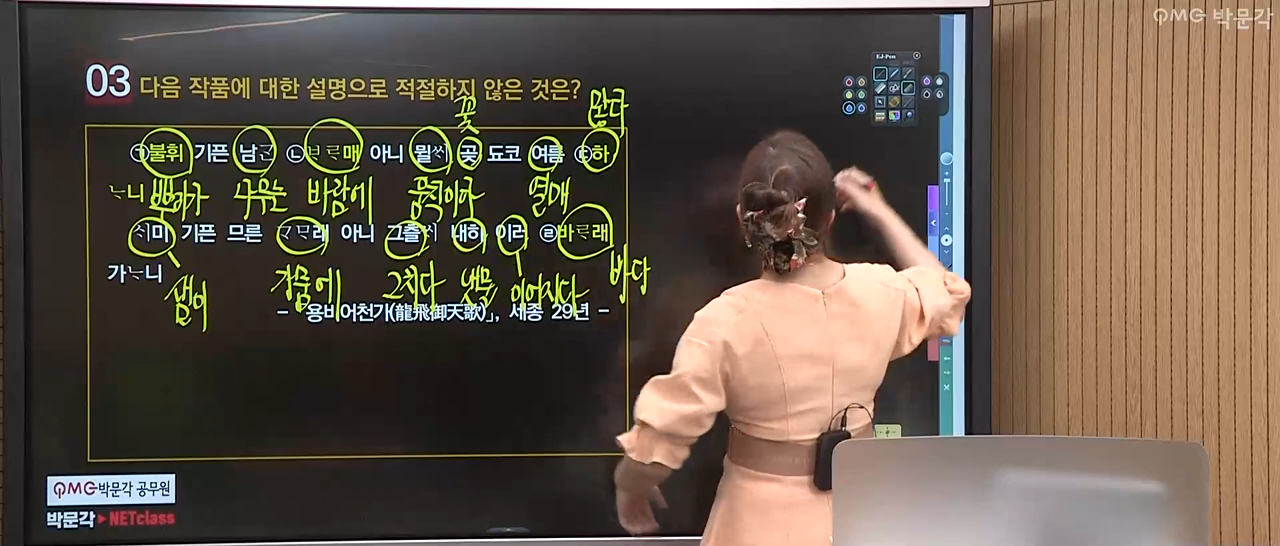 QMG 박문각
EJ-Pen
03 다음 작품에 대한 설명으로 적절하지 않은 것은?
꽃 많다
㉠불휘 기픈 남ᄀᆞᆫ ㉡ᄇᆞᄅᆞ매 아니 뮐ᄊᆡ 곶 됴코 여름 ㉢하
ᄂᆞ니 뿌리가 나무는 바람에 움직이다 열매
ᄉᆡ미 기픈 므른 ᄀᆞᄆᆞ래 아니 그츨ᄊᆡ 내히 이러 ㉣바ᄅᆞ래
가ᄂᆞ니
샘이 가뭄에 그치다 냇물 이어지다 바다
- 「용비어천가(龍飛御天歌)」, 세종 29년 -
QMG박문각 공무원
박문각 ▶ NETclass